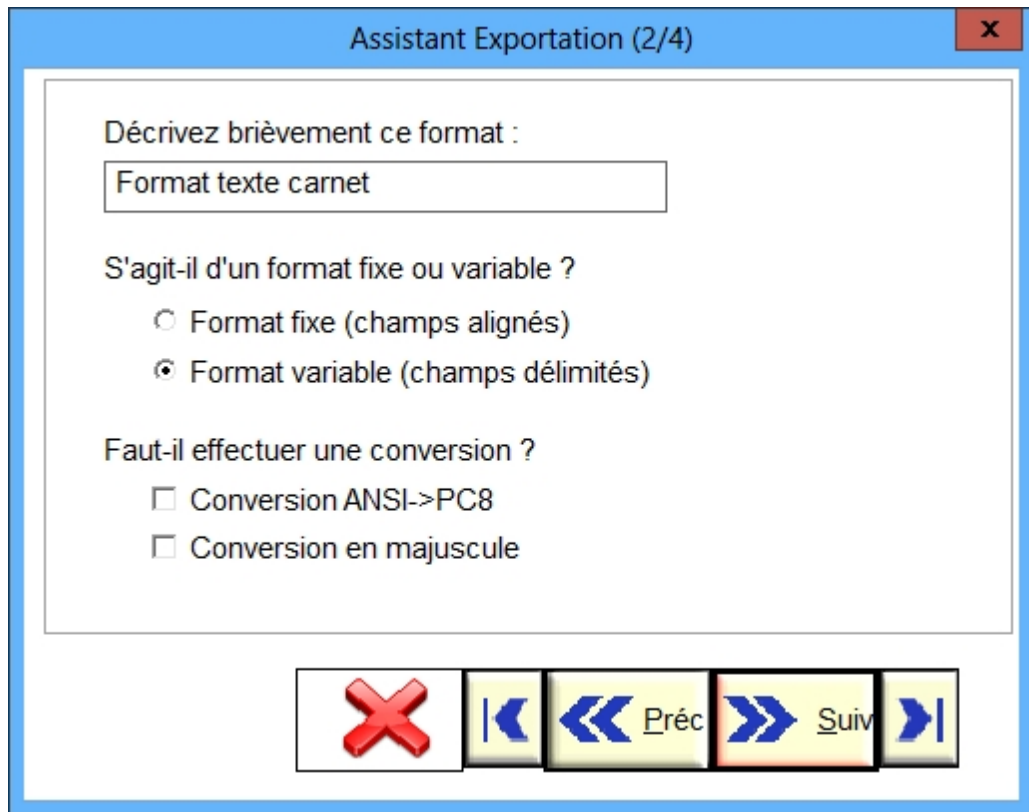 Assistant Exportation (2/4)
x
Décrivez brièvement ce format :
Format texte carnet
S'agit-il d'un format fixe ou variable ?
Format fixe (champs alignés)
Format variable (champs délimités)
Faut-il effectuer une conversion ?
Conversion ANSI->PC8
Conversion en majuscule
Préc Suiv